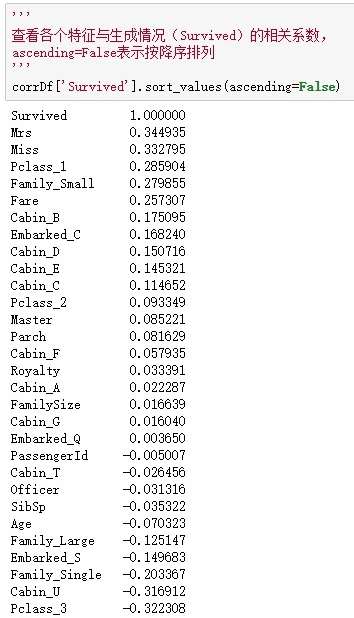 '''
查看各个特征与生成情况（Survived）的相关系数，
ascending=False表示按降序排列
'''
corrDf['Survived'].sort_values(ascending=False)
Survived 1.000000
Mrs 0.344935
Miss 0.332795
Pclass_1 0.285904
Family_Small 0.279855
Fare 0.257307
Cabin_B 0.175095
Embarked_C 0.168240
Cabin_D 0.150716
Cabin_E 0.145321
Cabin_C 0.114652
Pclass_2 0.093349
Master 0.085221
Parch 0.081629
Cabin_F 0.057935
Royalty 0.033391
Cabin_A 0.022287
FamilySize 0.016639
Cabin_G 0.016040
Embarked_Q 0.003650
PassengerId -0.005007
Cabin_T -0.026456
Officer -0.031316
SibSp -0.035322
Age -0.070323
Family_Large -0.125147
Embarked_S -0.149683
Family_Single -0.203367
Cabin_U -0.316912
Pclass_3 -0.322308